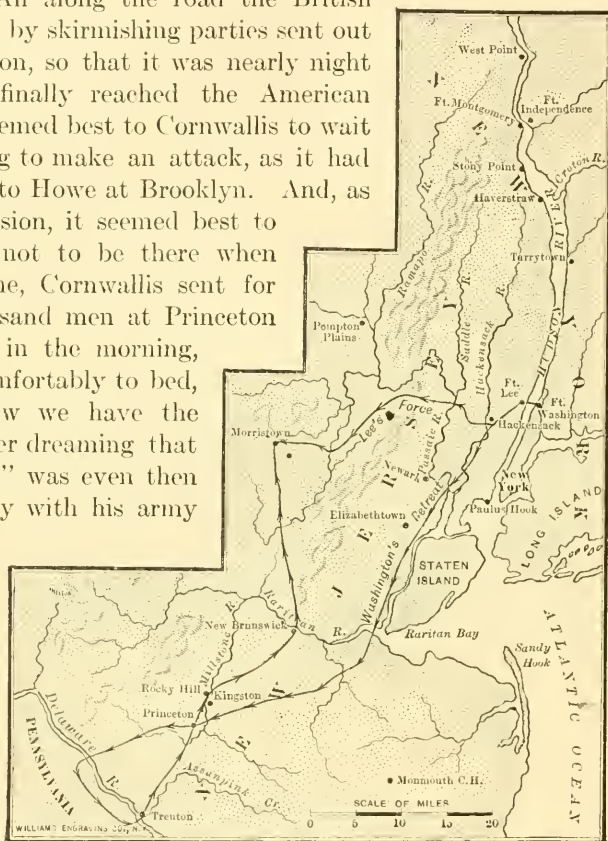 All along the road the British
by skirmishing parties sent out
on, so that it was nearly night
finally reached the American
emed best to Cornwallis to wait
g to make an attack, as it had
to Howe at Brooklyn. And, as
sion, it seemed best to
not to be there when
ne, Cornwallis sent for
sand men at Princeton
in the morning,
mfortably to bed,
ow we have the
er dreaming that
" was even then
y with his army
West Point
Ft. Montgomery
Ft. Independence
Stony Point
Croton R.
Haverstraw
Tarrytown
HUDSON RIVER
Ramapo R.
Saddle R.
Hackensack R.
Pompton Plains
Ft. Lee
Ft. Washington
Hackensack
Lee's Force
Passaic R.
Morristown
Newark
New York
Paulus Hook
LONG ISLAND
Elizabethtown
Washington's Retreat
STATEN ISLAND
NEW JERSEY
New Brunswick
Raritan R.
Raritan Bay
Sandy Hook
ATLANTIC OCEAN
Millstone R.
Rocky Hill
Kingston
Princeton
Delaware R.
PENNSYLVANIA
Assanpink Cr.
Monmouth C.H.
Trenton
SCALE OF MILES
0 5 10 15 20
WILLIAMS ENGRAVING CO., N.Y.